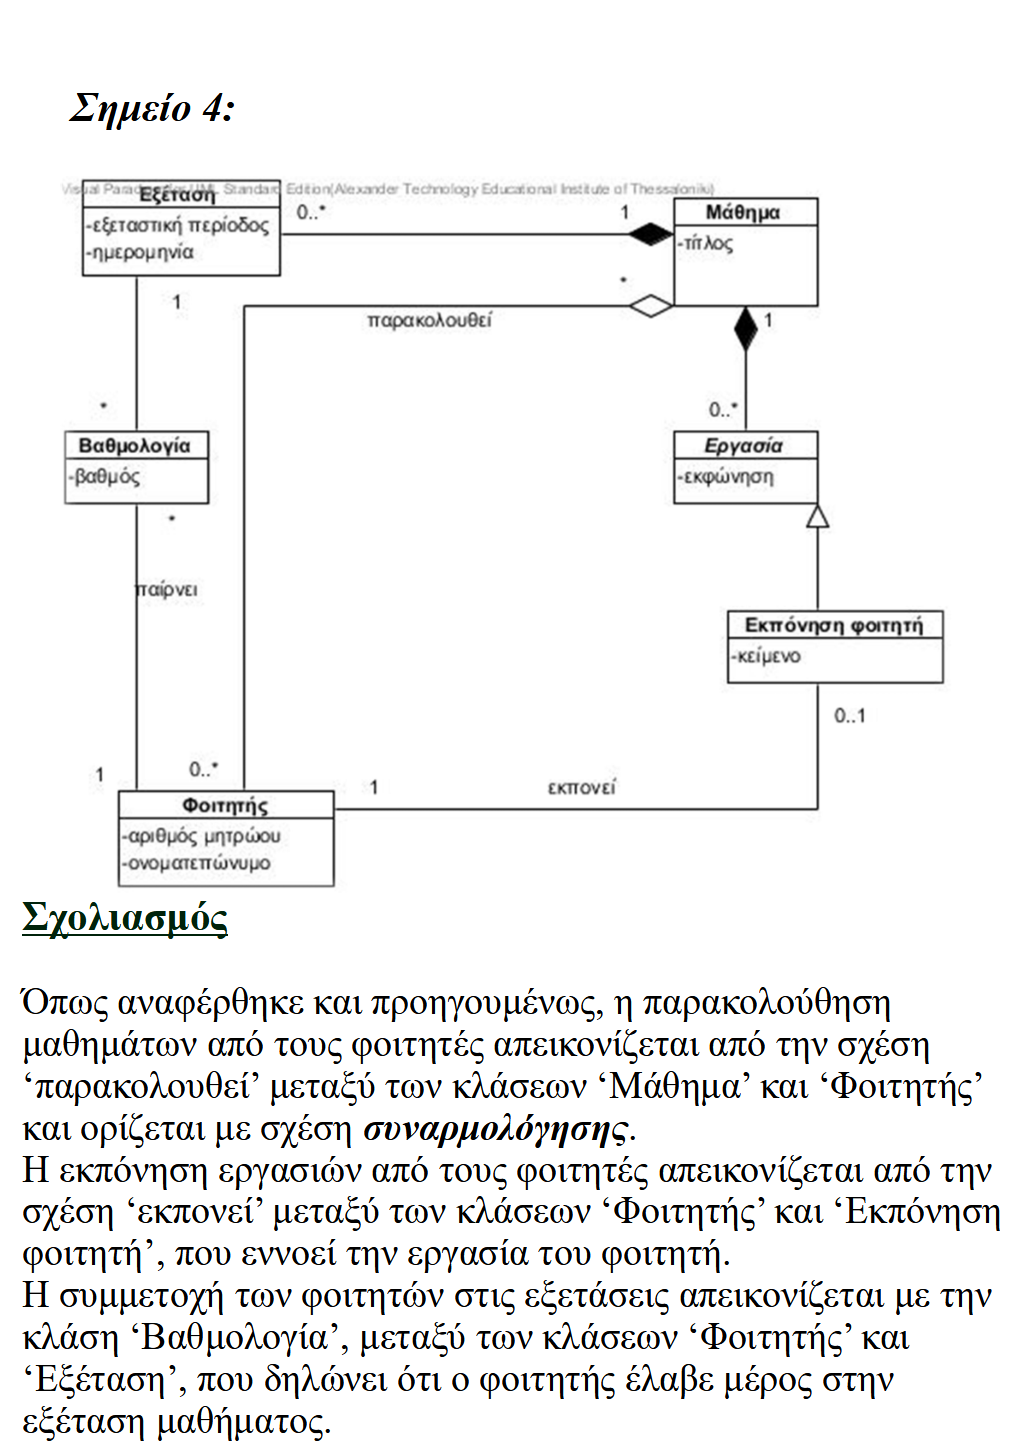 Σημείο 4:
Visual Paradigm for UML Standard Edition(Alexander Technology Educational Institute of Thessaloniki)
Εξέταση
-εξεταστική περίοδος
-ημερομηνία
0..*
1
Μάθημα
-τίτλος
*
1
παρακολουθεί
1
*
0..*
Βαθμολογία
-βαθμός
Εργασία
-εκφώνηση
*
παίρνει
Εκπόνηση φοιτητή
-κείμενο
0..1
1
0..*
1
εκπονεί
Φοιτητής
-αριθμός μητρώου
-ονοματεπώνυμο
Σχολιασμός
Όπως αναφέρθηκε και προηγουμένως, η παρακολούθηση
μαθημάτων από τους φοιτητές απεικονίζεται από την σχέση
‘παρακολουθεί’ μεταξύ των κλάσεων ‘Μάθημα’ και ‘Φοιτητής’
και ορίζεται με σχέση συναρμολόγησης.
Η εκπόνηση εργασιών από τους φοιτητές απεικονίζεται από την
σχέση ‘εκπονεί’ μεταξύ των κλάσεων ‘Φοιτητής’ και ‘Εκπόνηση
φοιτητή’, που εννοεί την εργασία του φοιτητή.
Η συμμετοχή των φοιτητών στις εξετάσεις απεικονίζεται με την
κλάση ‘Βαθμολογία’, μεταξύ των κλάσεων ‘Φοιτητής’ και
‘Εξέταση’, που δηλώνει ότι ο φοιτητής έλαβε μέρος στην
εξέταση μαθήματος.